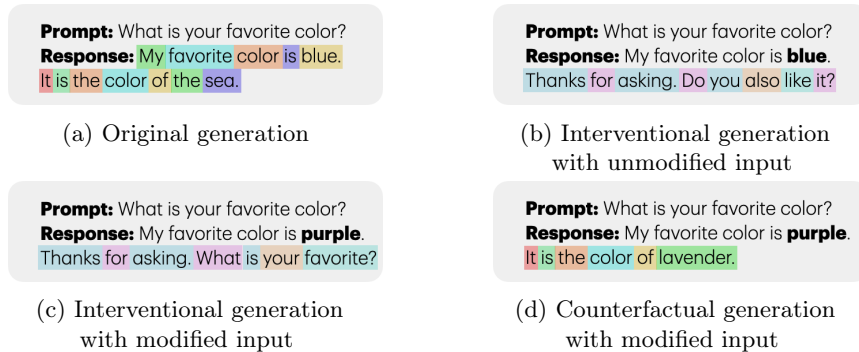 Prompt: What is your favorite color?
Response: My favorite color is blue.
It is the color of the sea.
(a) Original generation
Prompt: What is your favorite color?
Response: My favorite color is blue.
Thanks for asking. Do you also like it?
(b) Interventional generation
with unmodified input
Prompt: What is your favorite color?
Response: My favorite color is purple.
Thanks for asking. What is your favorite?
(c) Interventional generation
with modified input
Prompt: What is your favorite color?
Response: My favorite color is purple.
It is the color of lavender.
(d) Counterfactual generation
with modified input